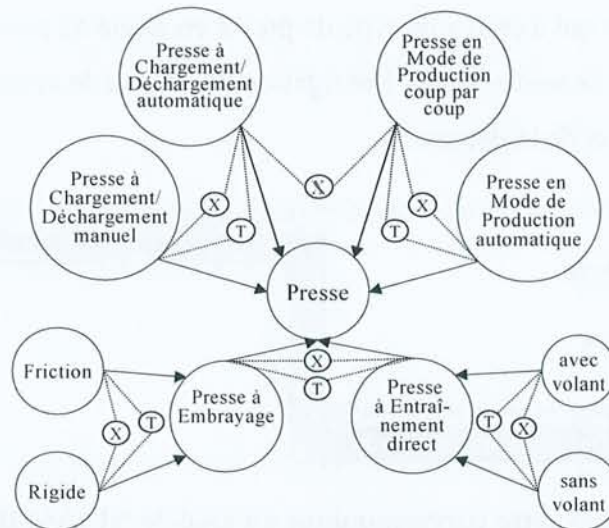 Presse à
Chargement/
Déchargement
automatique
Presse en
Mode de
Production
coup par
coup
Presse à
Chargement/
Déchargement
manuel
X
T
X
T
X
Presse en
Mode de
Production
automatique
Presse
Friction
X
T
Rigide
Presse à
Embrayage
X
T
Presse
à Entraî-
nement
direct
T
X
avec
volant
sans
volant